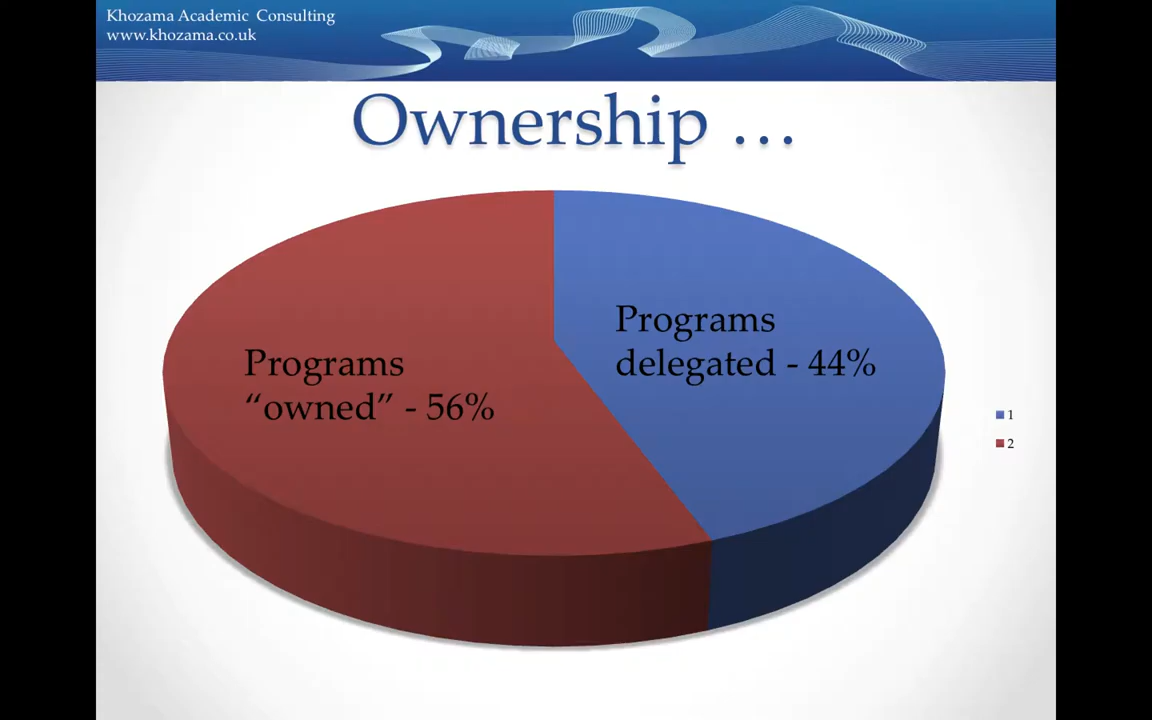 Khozama Academic  Consulting
www.khozama.co.uk
Ownership …
Programs
delegated - 44%
Programs
“owned” - 56%
1
2